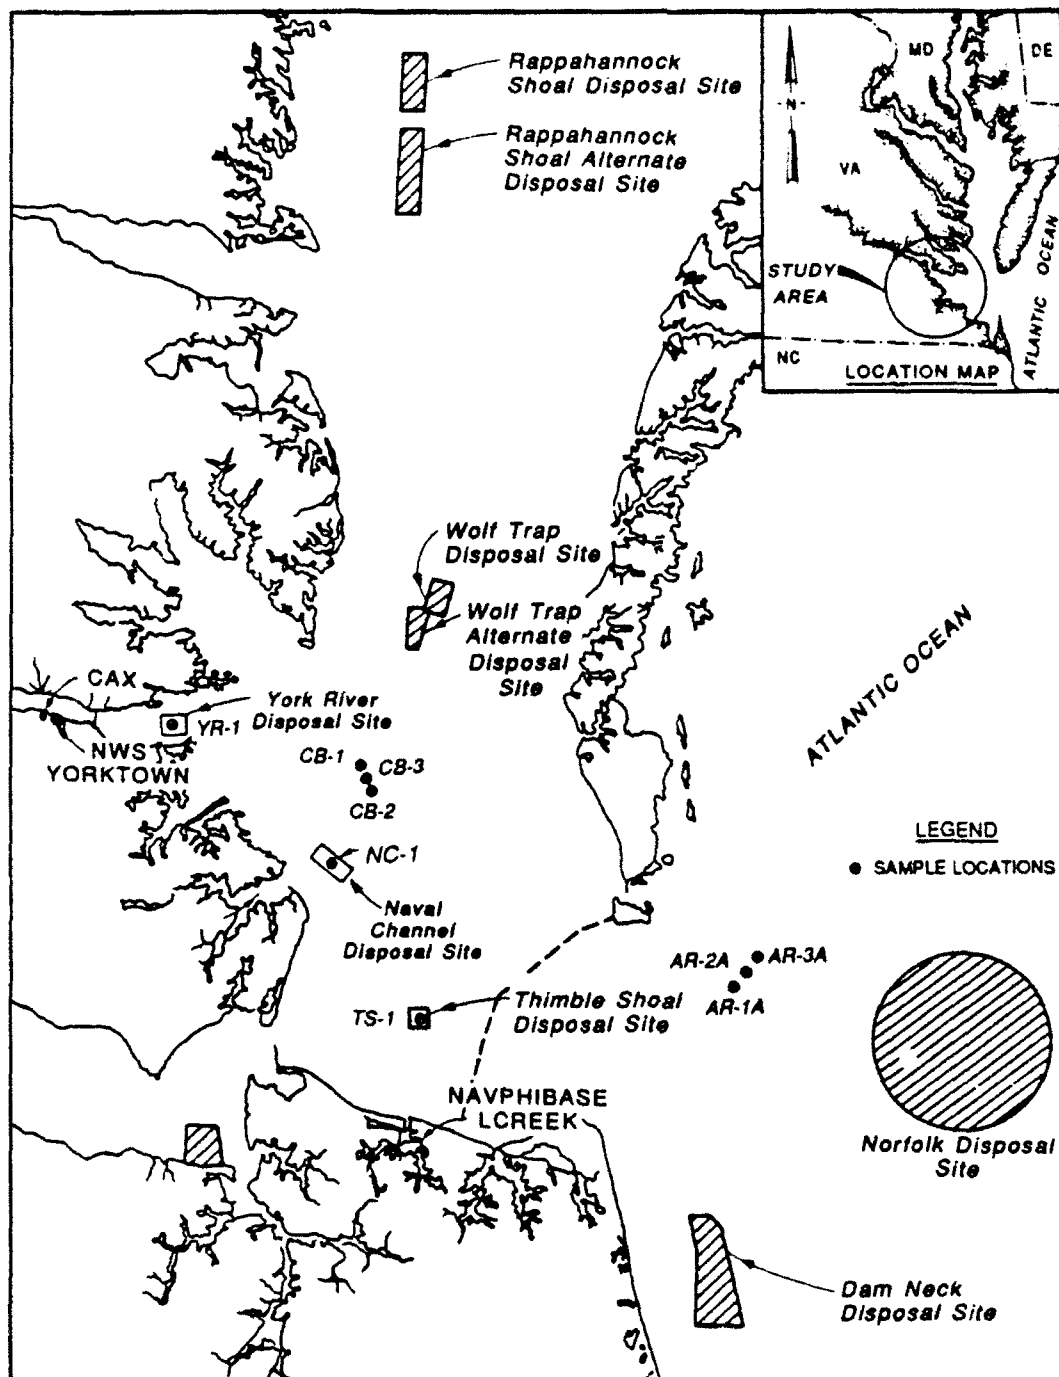 Rappahannock
Shoal Disposal Site
Rappahannock
Shoal Alternate
Disposal Site
MD
DE
-N-
VA
STUDY
AREA
NC
ATLANTIC OCEAN
LOCATION MAP
Wolf Trap
Disposal Site
Wolf Trap
Alternate
Disposal
Site
ATLANTIC OCEAN
CAX
York River
Disposal Site
YR-1
NWS
YORKTOWN
CB-1
CB-3
CB-2
NC-1
Naval
Channel
Disposal Site
LEGEND
SAMPLE LOCATIONS
AR-3A
AR-2A
AR-1A
TS-1
Thimble Shoal
Disposal Site
NAVPHIBASE
LCREEK
Norfolk Disposal
Site
Dam Neck
Disposal Site